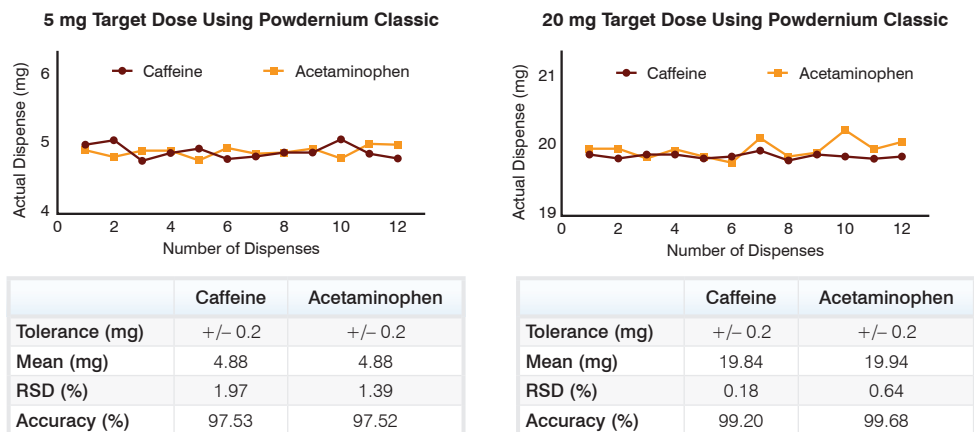 5 mg Target Dose Using Powdernium Classic
Actual Dispense (mg)
6
5
4
Caffeine
Acetaminophen
0 2 4 6 8 10 12
Number of Dispenses
Caffeine Acetaminophen
Tolerance (mg) +/– 0.2 +/– 0.2
Mean (mg) 4.88 4.88
RSD (%) 1.97 1.39
Accuracy (%) 97.53 97.52
20 mg Target Dose Using Powdernium Classic
Actual Dispense (mg)
21
20
19
Caffeine
Acetaminophen
0 2 4 6 8 10 12
Number of Dispenses
Caffeine Acetaminophen
Tolerance (mg) +/– 0.2 +/– 0.2
Mean (mg) 19.84 19.94
RSD (%) 0.18 0.64
Accuracy (%) 99.20 99.68